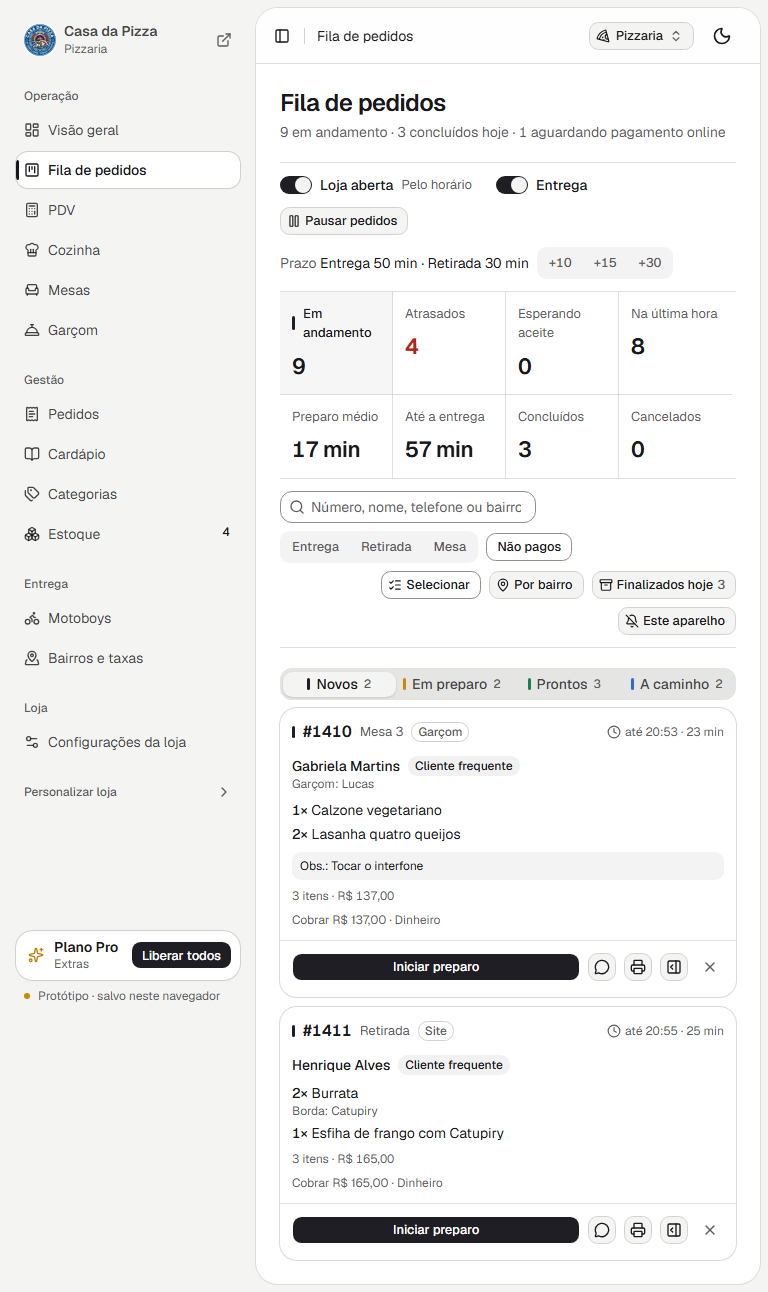 Casa da Pizza
Pizzaria
Operação
Visão geral
Fila de pedidos
PDV
Cozinha
Mesas
Garçom
Gestão
Pedidos
Cardápio
Categorias
Estoque 4
Entrega
Motoboys
Bairros e taxas
Loja
Configurações da loja
Personalizar loja
Plano Pro
Extras
Liberar todos
Protótipo · salvo neste navegador
Fila de pedidos
Pizzaria
Fila de pedidos
9 em andamento · 3 concluídos hoje · 1 aguardando pagamento online
Loja aberta Pelo horário Entrega
Pausar pedidos
Prazo Entrega 50 min · Retirada 30 min +10 +15 +30
Em andamento
9
Atrasados
4
Esperando aceite
0
Na última hora
8
Preparo médio
17 min
Até a entrega
57 min
Concluídos
3
Cancelados
0
Número, nome, telefone ou bairro
Entrega Retirada Mesa Não pagos
Selecionar Por bairro Finalizados hoje 3
Este aparelho
Novos 2 Em preparo 2 Prontos 3 A caminho 2
#1410 Mesa 3 Garçom até 20:53 · 23 min
Gabriela Martins Cliente frequente
Garçom: Lucas
1× Calzone vegetariano
2× Lasanha quatro queijos
Obs.: Tocar o interfone
3 itens · R$ 137,00
Cobrar R$ 137,00 · Dinheiro
Iniciar preparo
#1411 Retirada Site até 20:55 · 25 min
Henrique Alves Cliente frequente
2× Burrata
Borda: Catupiry
1× Esfiha de frango com Catupiry
3 itens · R$ 165,00
Cobrar R$ 165,00 · Dinheiro
Iniciar preparo